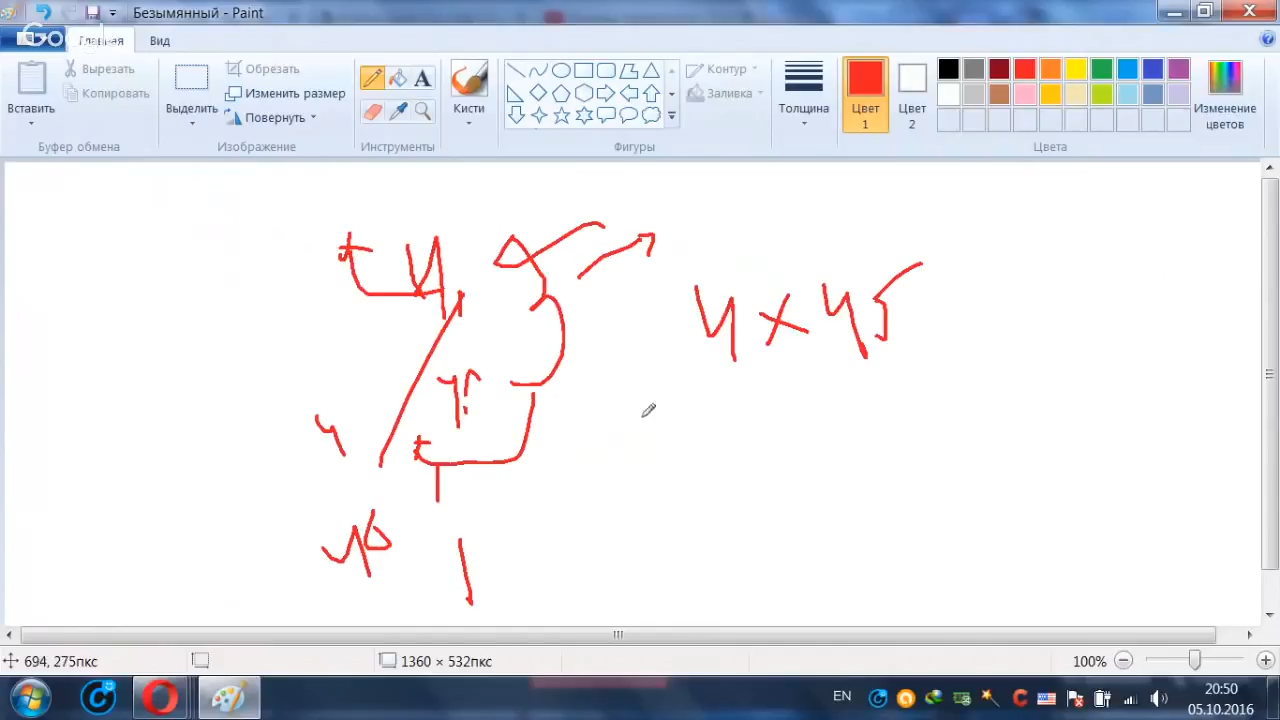 Безымянный - Paint
Главная Вид
Вставить
Вырезать
Копировать
Буфер обмена
Выделить
Обрезать
Изменить размер
Повернуть
Изображение
Инструменты
Кисти
Фигуры
Контур
Заливка
Толщина
Цвет 1
Цвет 2
Изменение цветов
Цвета
4 × 45
4
46
694, 275пкс
1360 × 532пкс
100%
EN
20:50
05.10.2016